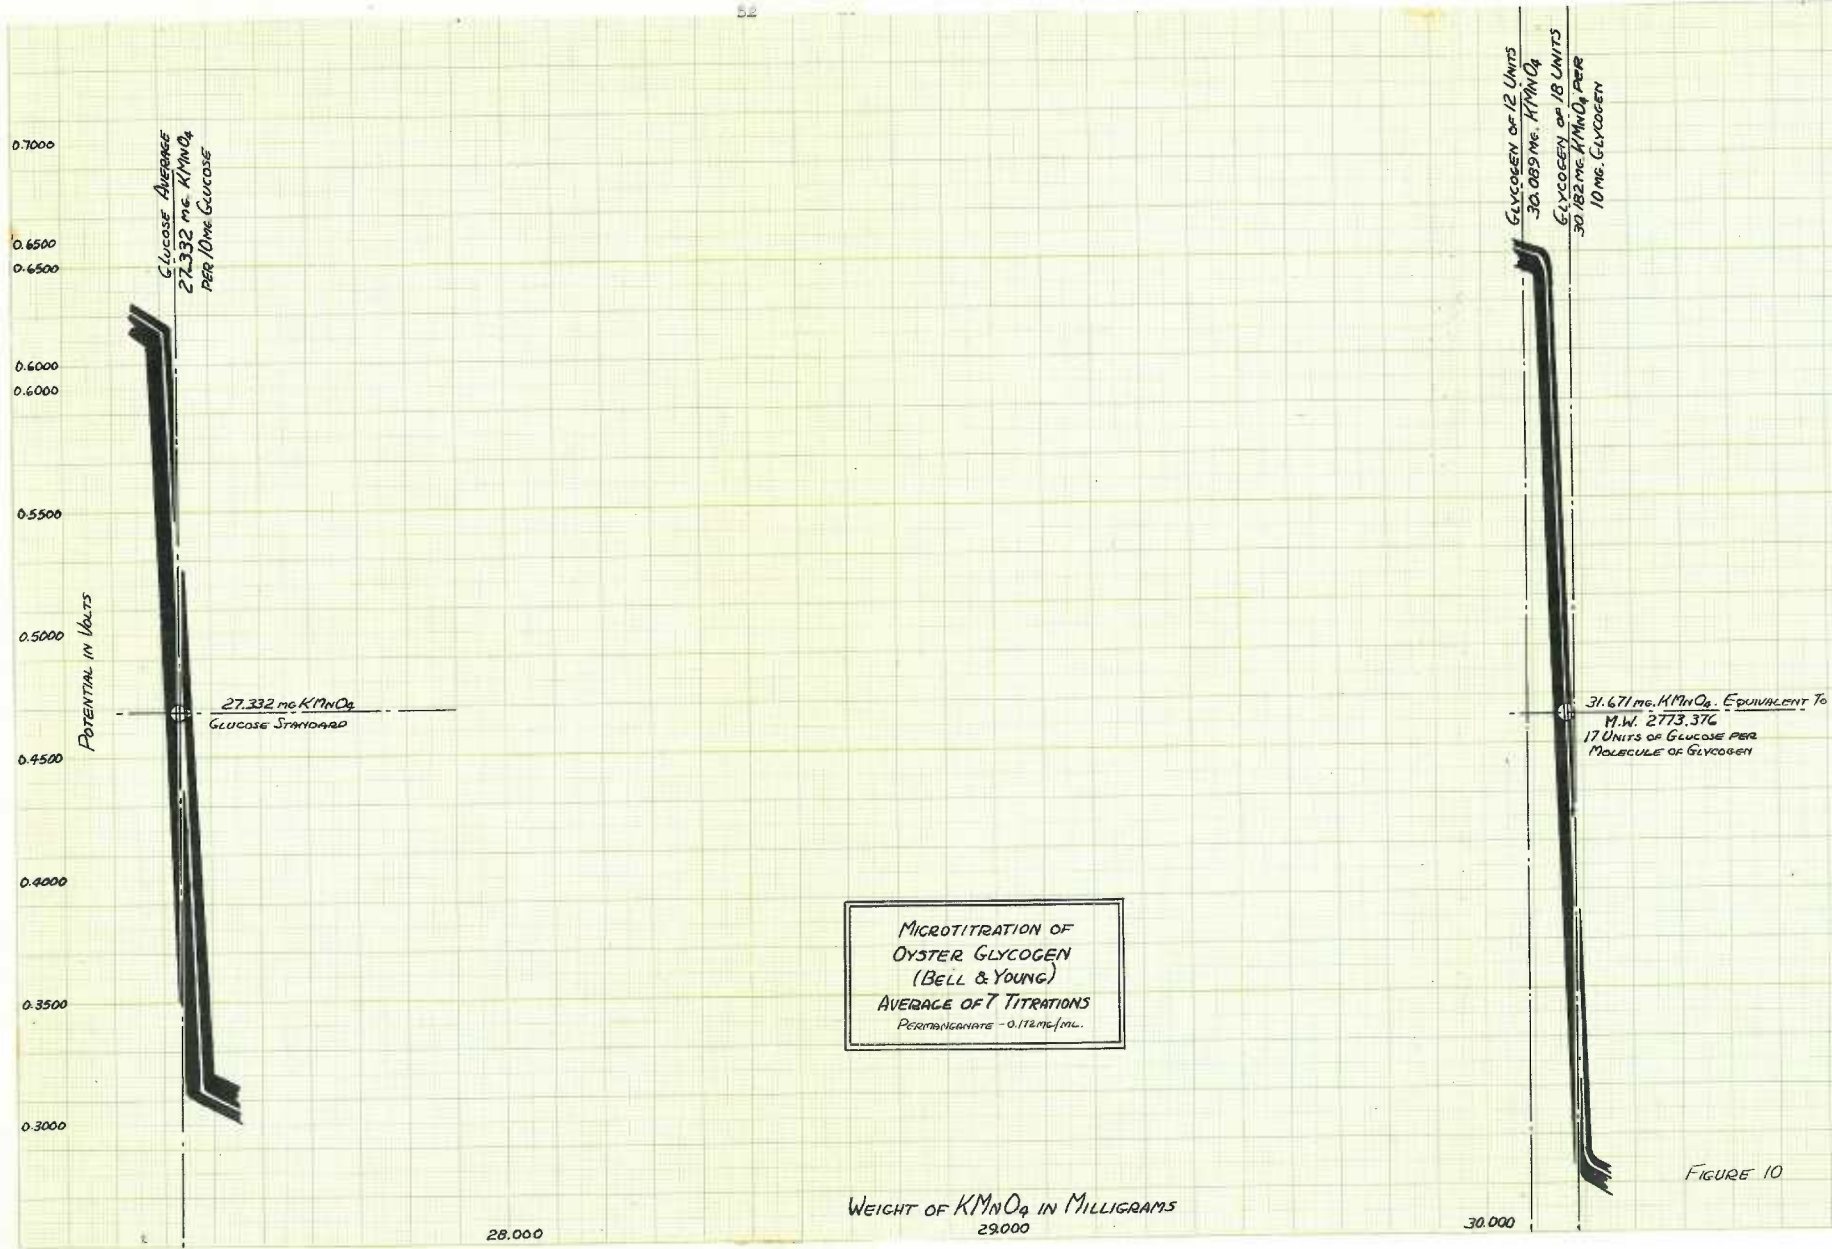 52
GLUCOSE AVERAGE
27.332 MG. KMNO4
PER 10MG. GLUCOSE
GLYCOGEN OF 12 UNITS
30.089 MG. KMNO4
GLYCOGEN OF 18 UNITS
30.182 MG. KMNO4 PER
10 MG. GLYCOGEN
0.7000
0.6500
0.6500
0.6000
0.6000
0.5500
0.5000
0.4500
0.4000
0.3500
0.3000
POTENTIAL IN VOLTS
27.332 MG KMNO4
GLUCOSE STANDARD
31.671 MG. KMNO4. EQUIVALENT TO
M.W. 2773.376
17 UNITS OF GLUCOSE PER
MOLECULE OF GLYCOGEN
MICROTITRATION OF
OYSTER GLYCOGEN
(BELL & YOUNG)
AVERAGE OF 7 TITRATIONS
PERMANGANATE - 0.172MG/ML.
FIGURE 10
WEIGHT OF KMNO4 IN MILLIGRAMS
28.000
29.000
30.000